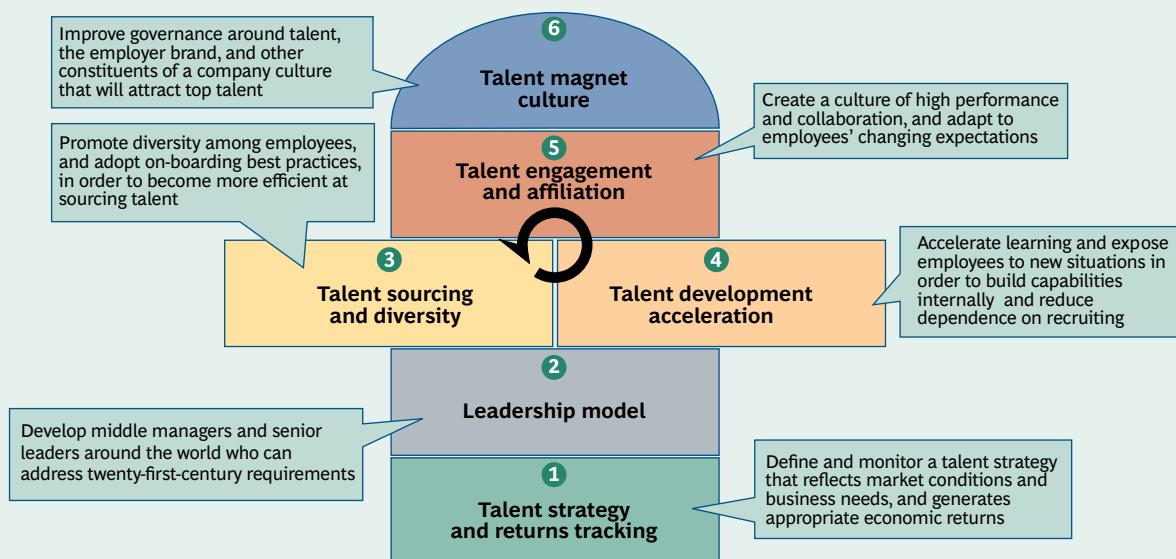 6
Talent magnet
culture
Improve governance around talent,
the employer brand, and other
constituents of a company culture
that will attract top talent
5
Talent engagement
and affiliation
Create a culture of high performance
and collaboration, and adapt to
employees’ changing expectations
Promote diversity among employees,
and adopt on-boarding best practices,
in order to become more efficient at
sourcing talent
3
Talent sourcing
and diversity
4
Talent development
acceleration
Accelerate learning and expose
employees to new situations in
order to build capabilities
internally and reduce
dependence on recruiting
2
Leadership model
Develop middle managers and senior
leaders around the world who can
address twenty-first-century requirements
1
Talent strategy
and returns tracking
Define and monitor a talent strategy
that reflects market conditions and
business needs, and generates
appropriate economic returns